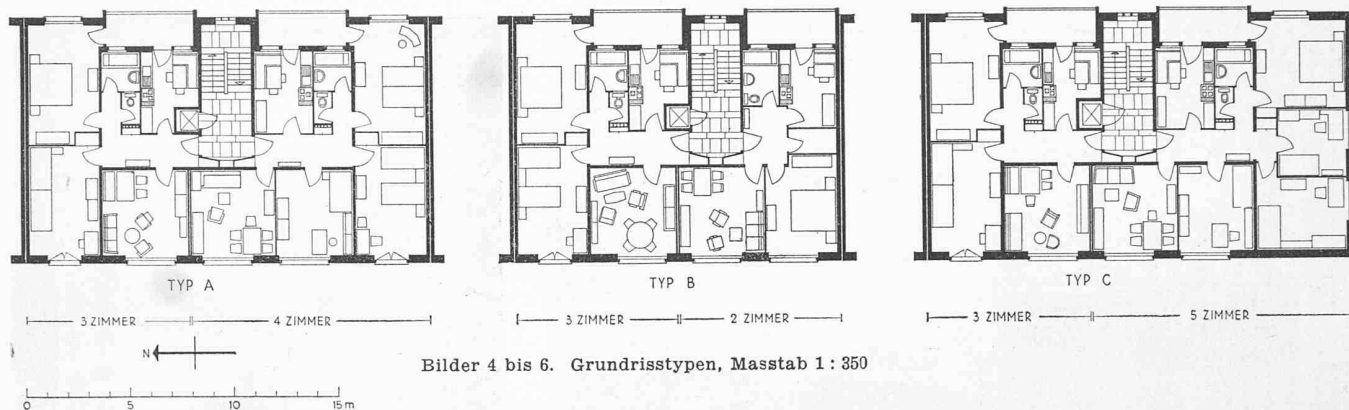 TYP A
TYP B
TYP C
3 ZIMMER
4 ZIMMER
3 ZIMMER
2 ZIMMER
3 ZIMMER
5 ZIMMER
N
Bilder 4 bis 6. Grundrisstypen, Masstab 1 : 350
0 5 10 15 m